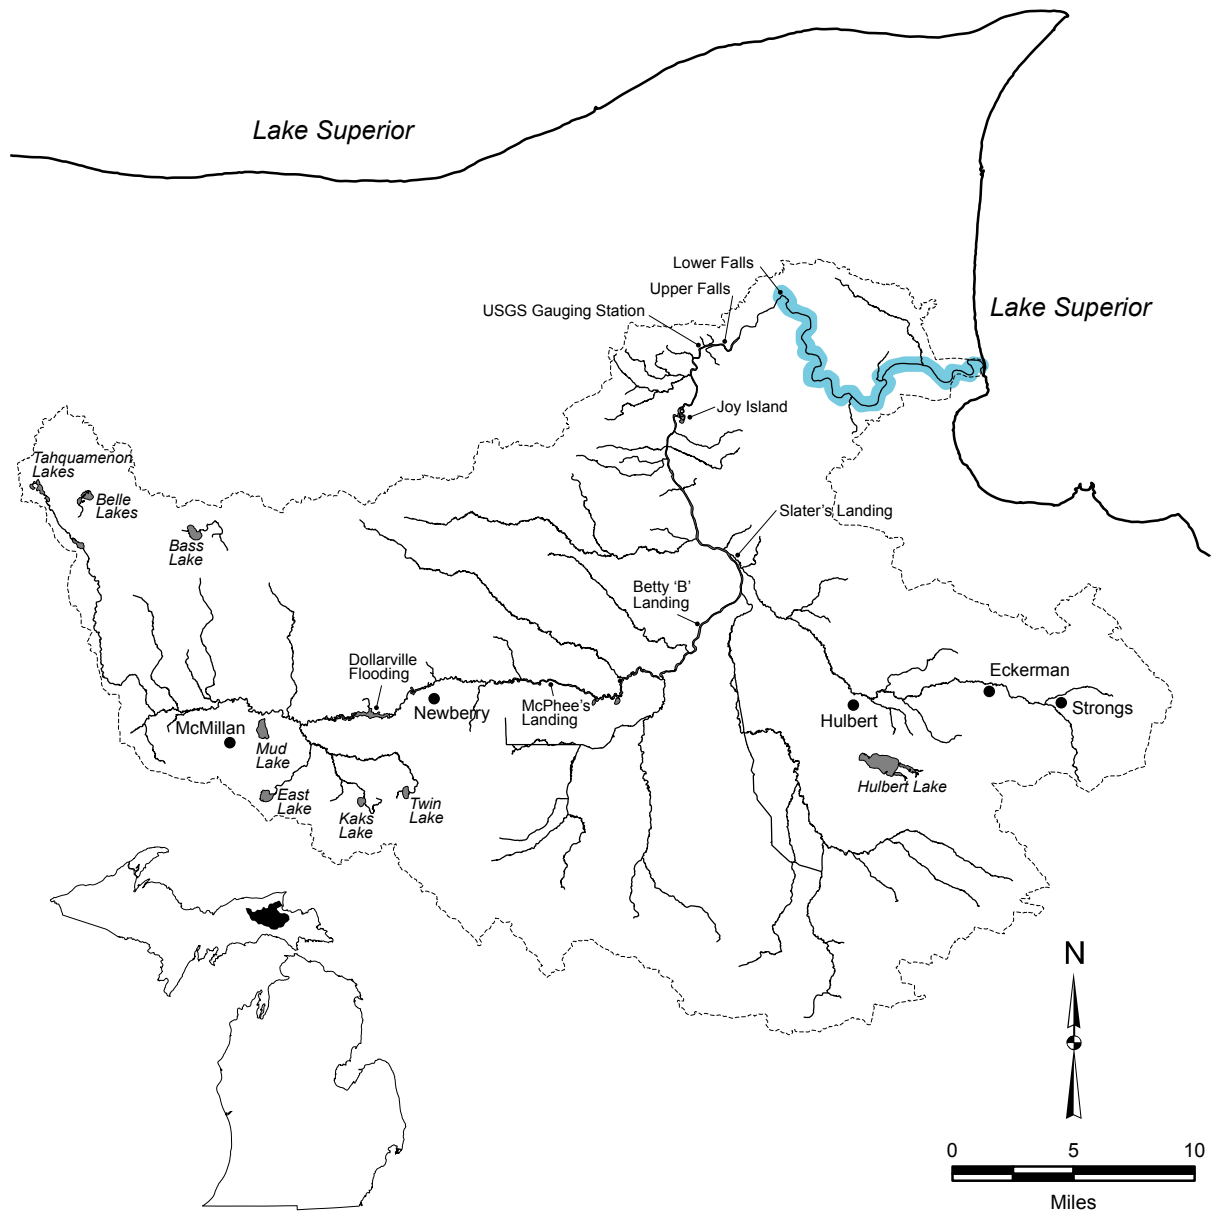 Lake Superior
Lower Falls
Upper Falls
USGS Gauging Station
Lake Superior
Joy Island
Tahquamenon
Lakes
Belle
Lakes
Bass
Lake
Slater's Landing
Betty ‘B’
Landing
Dollarville
Flooding
Eckerman
McPhee's
Landing
Newberry
Hulbert
Strongs
McMillan
Mud
Lake
Hulbert Lake
East
Lake
Kaks
Lake
Twin
Lake
N
0 5 10
Miles